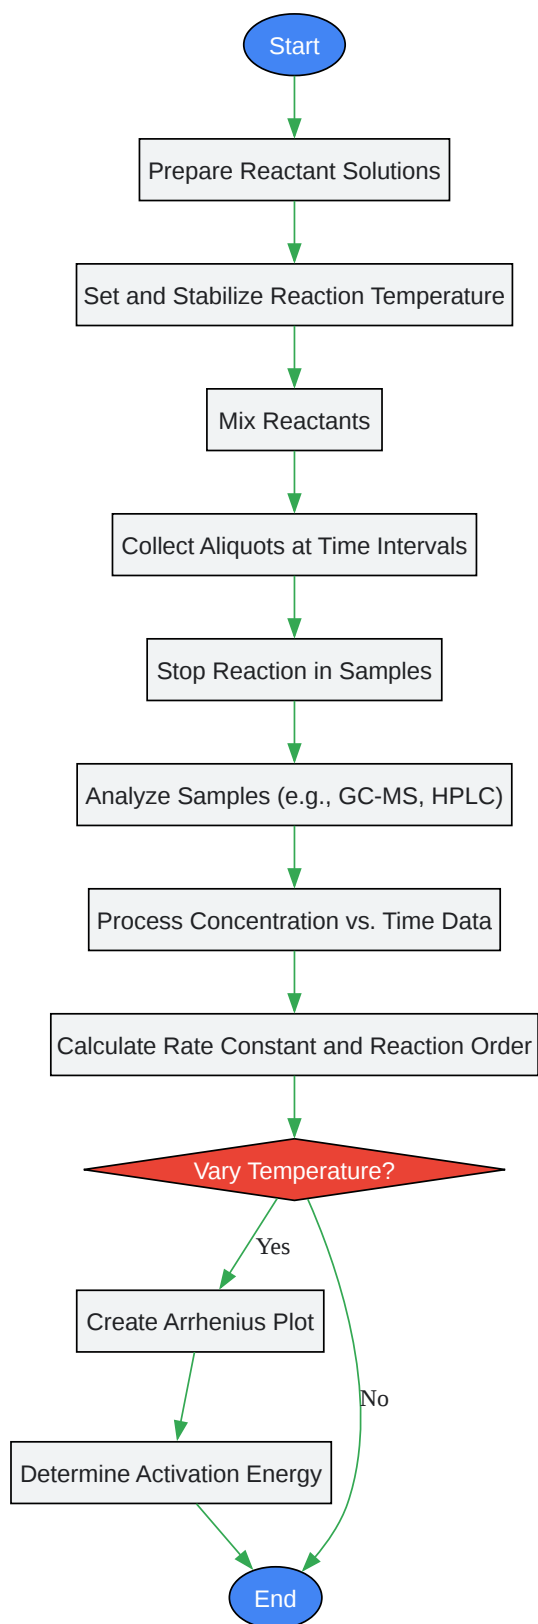 Start
Prepare Reactant Solutions
Set and Stabilize Reaction Temperature
Mix Reactants
Collect Aliquots at Time Intervals
Stop Reaction in Samples
Analyze Samples (e.g., GC-MS, HPLC)
Process Concentration vs. Time Data
Calculate Rate Constant and Reaction Order
Vary Temperature?
Yes
Create Arrhenius Plot
No
Determine Activation Energy
End